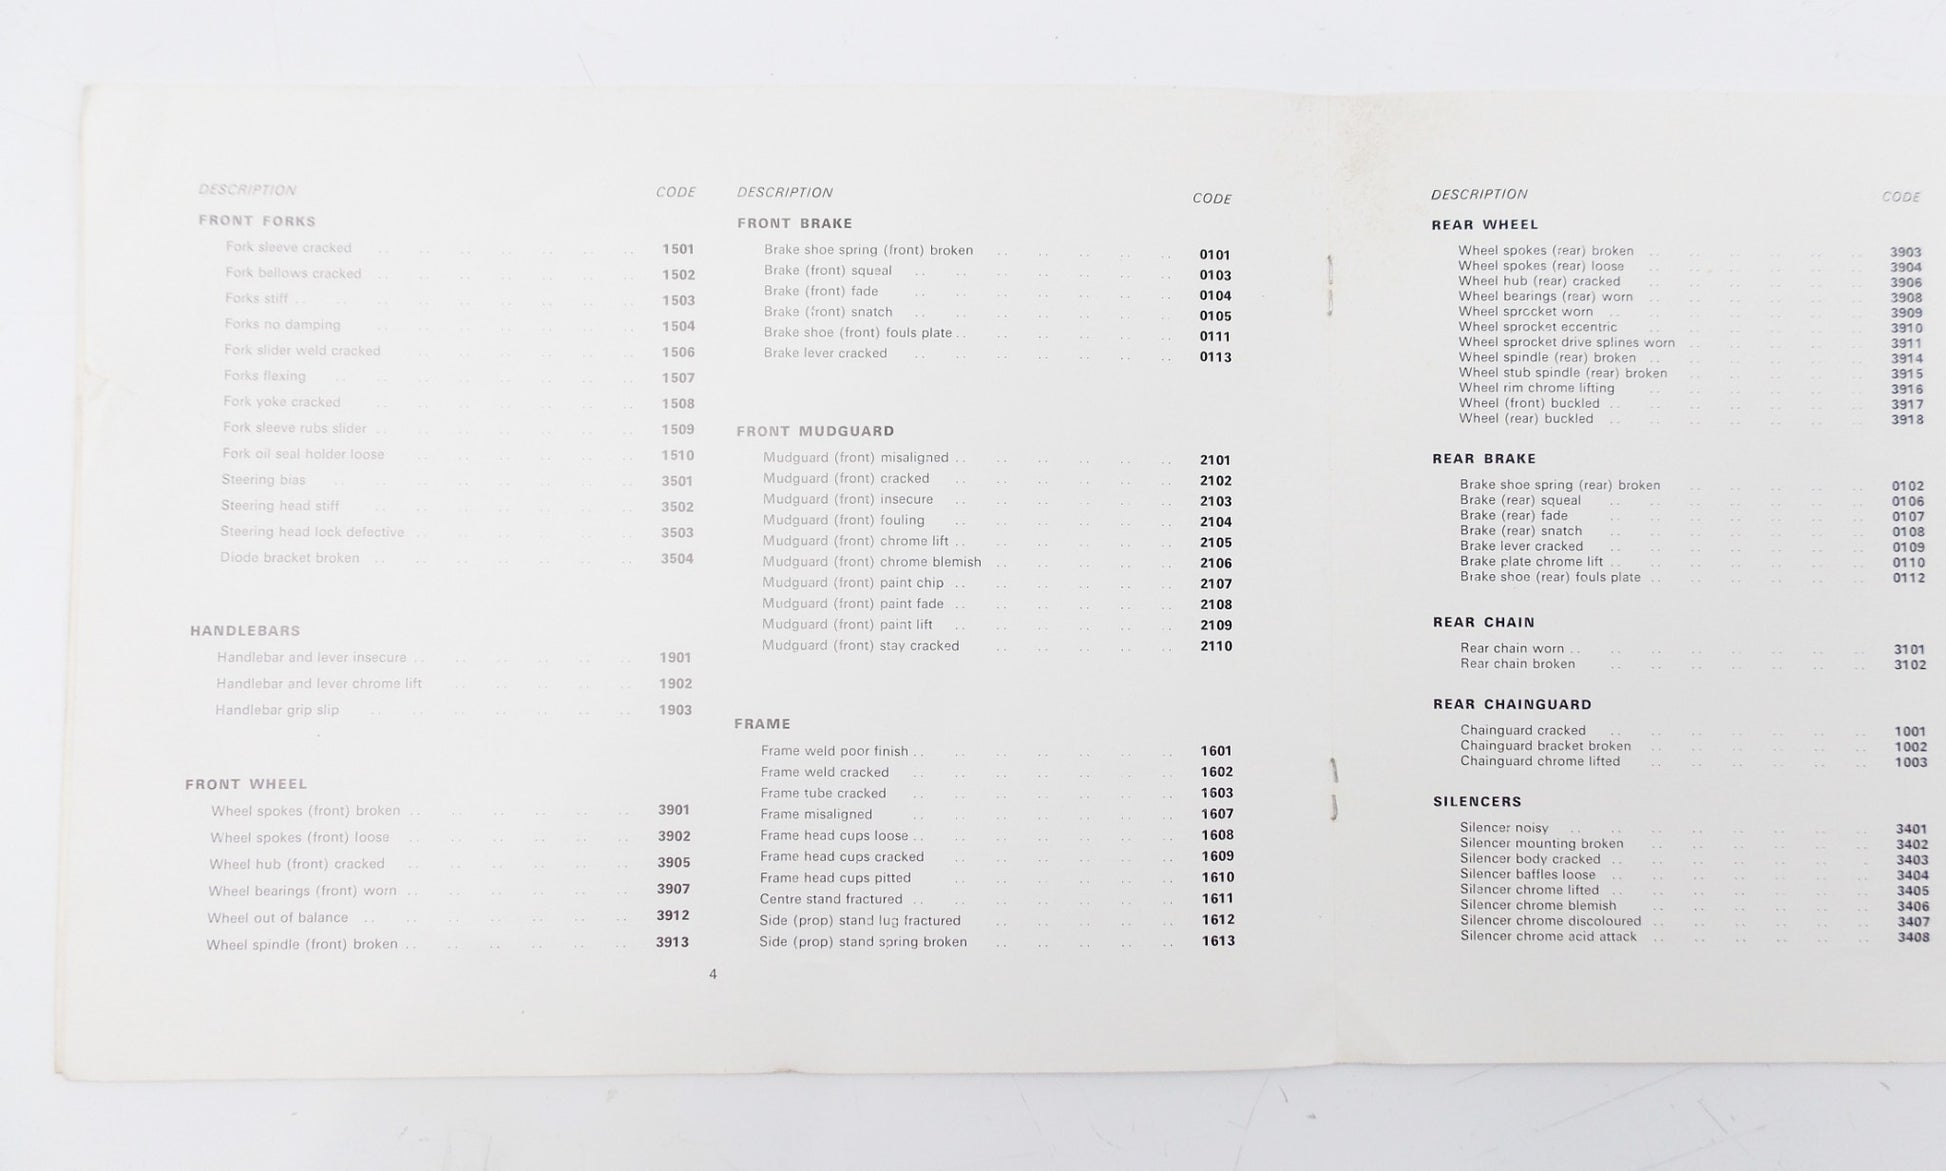 DESCRIPTION CODE
FRONT FORKS
Fork sleeve cracked .. .. .. .. .. .. .. 1501
Fork bellows cracked .. .. .. .. .. .. .. 1502
Forks stiff .. .. .. .. .. .. .. .. .. 1503
Forks no damping .. .. .. .. .. .. .. 1504
Fork slider weld cracked .. .. .. .. .. .. 1506
Forks flexing .. .. .. .. .. .. .. .. 1507
Fork yoke cracked .. .. .. .. .. .. .. 1508
Fork sleeve rubs slider .. .. .. .. .. .. .. 1509
Fork oil seal holder loose .. .. .. .. .. .. 1510
Steering bias .. .. .. .. .. .. .. .. 3501
Steering head stiff .. .. .. .. .. .. .. 3502
Steering head lock defective .. .. .. .. .. .. 3503
Diode bracket broken .. .. .. .. .. .. .. 3504
HANDLEBARS
Handlebar and lever insecure .. .. .. .. .. .. 1901
Handlebar and lever chrome lift .. .. .. .. .. 1902
Handlebar grip slip .. .. .. .. .. .. .. 1903
FRONT WHEEL
Wheel spokes (front) broken .. .. .. .. .. .. 3901
Wheel spokes (front) loose .. .. .. .. .. .. 3902
Wheel hub (front) cracked .. .. .. .. .. .. 3905
Wheel bearings (front) worn .. .. .. .. .. .. 3907
Wheel out of balance .. .. .. .. .. .. .. 3912
Wheel spindle (front) broken .. .. .. .. .. .. 3913
DESCRIPTION CODE
FRONT BRAKE
Brake shoe spring (front) broken .. .. .. .. .. 0101
Brake (front) squeal .. .. .. .. .. .. .. 0103
Brake (front) fade .. .. .. .. .. .. .. 0104
Brake (front) snatch .. .. .. .. .. .. .. 0105
Brake shoe (front) fouls plate .. .. .. .. .. .. 0111
Brake lever cracked .. .. .. .. .. .. .. 0113
FRONT MUDGUARD
Mudguard (front) misaligned .. .. .. .. .. .. 2101
Mudguard (front) cracked .. .. .. .. .. .. 2102
Mudguard (front) insecure .. .. .. .. .. .. 2103
Mudguard (front) fouling .. .. .. .. .. .. 2104
Mudguard (front) chrome lift .. .. .. .. .. .. 2105
Mudguard (front) chrome blemish .. .. .. .. .. 2106
Mudguard (front) paint chip .. .. .. .. .. .. 2107
Mudguard (front) paint fade .. .. .. .. .. .. 2108
Mudguard (front) paint lift .. .. .. .. .. .. 2109
Mudguard (front) stay cracked .. .. .. .. .. 2110
FRAME
Frame weld poor finish .. .. .. .. .. .. .. 1601
Frame weld cracked .. .. .. .. .. .. .. 1602
Frame tube cracked .. .. .. .. .. .. .. 1603
Frame misaligned .. .. .. .. .. .. .. 1607
Frame head cups loose .. .. .. .. .. .. .. 1608
Frame head cups cracked .. .. .. .. .. .. 1609
Frame head cups pitted .. .. .. .. .. .. 1610
Centre stand fractured .. .. .. .. .. .. .. 1611
Side (prop) stand lug fractured .. .. .. .. .. 1612
Side (prop) stand spring broken .. .. .. .. .. 1613
4
DESCRIPTION CODE
REAR WHEEL
Wheel spokes (rear) broken .. .. .. .. .. .. 3903
Wheel spokes (rear) loose .. .. .. .. .. .. 3904
Wheel hub (rear) cracked .. .. .. .. .. .. 3906
Wheel bearings (rear) worn .. .. .. .. .. .. 3908
Wheel sprocket worn .. .. .. .. .. .. .. 3909
Wheel sprocket eccentric .. .. .. .. .. .. 3910
Wheel sprocket drive splines worn .. .. .. .. .. 3911
Wheel spindle (rear) broken .. .. .. .. .. .. 3914
Wheel stub spindle (rear) broken .. .. .. .. .. 3915
Wheel rim chrome lifting .. .. .. .. .. .. 3916
Wheel (front) buckled .. .. .. .. .. .. .. 3917
Wheel (rear) buckled .. .. .. .. .. .. .. 3918
REAR BRAKE
Brake shoe spring (rear) broken .. .. .. .. .. 0102
Brake (rear) squeal .. .. .. .. .. .. .. 0106
Brake (rear) fade .. .. .. .. .. .. .. 0107
Brake (rear) snatch .. .. .. .. .. .. .. 0108
Brake lever cracked .. .. .. .. .. .. .. 0109
Brake plate chrome lift .. .. .. .. .. .. .. 0110
Brake shoe (rear) fouls plate .. .. .. .. .. .. 0112
REAR CHAIN
Rear chain worn .. .. .. .. .. .. .. .. 3101
Rear chain broken .. .. .. .. .. .. .. 3102
REAR CHAINGUARD
Chainguard cracked .. .. .. .. .. .. .. 1001
Chainguard bracket broken .. .. .. .. .. .. 1002
Chainguard chrome lifted .. .. .. .. .. .. 1003
SILENCERS
Silencer noisy .. .. .. .. .. .. .. .. 3401
Silencer mounting broken .. .. .. .. .. .. 3402
Silencer body cracked .. .. .. .. .. .. .. 3403
Silencer baffles loose .. .. .. .. .. .. .. 3404
Silencer chrome lifted .. .. .. .. .. .. .. 3405
Silencer chrome blemish .. .. .. .. .. .. 3406
Silencer chrome discoloured .. .. .. .. .. .. 3407
Silencer chrome acid attack .. .. .. .. .. .. 3408